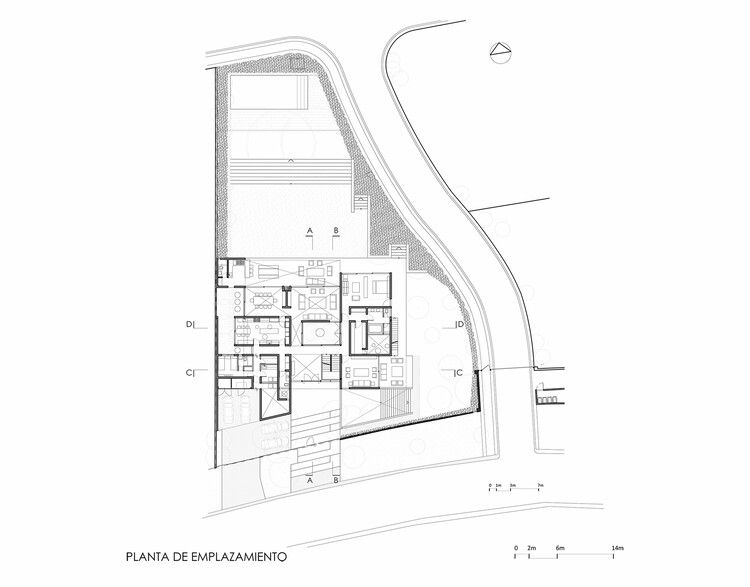 A B
D D
C C
A B
0 1m 3m 7m
0 2m 6m 14m
PLANTA DE EMPLAZAMIENTO